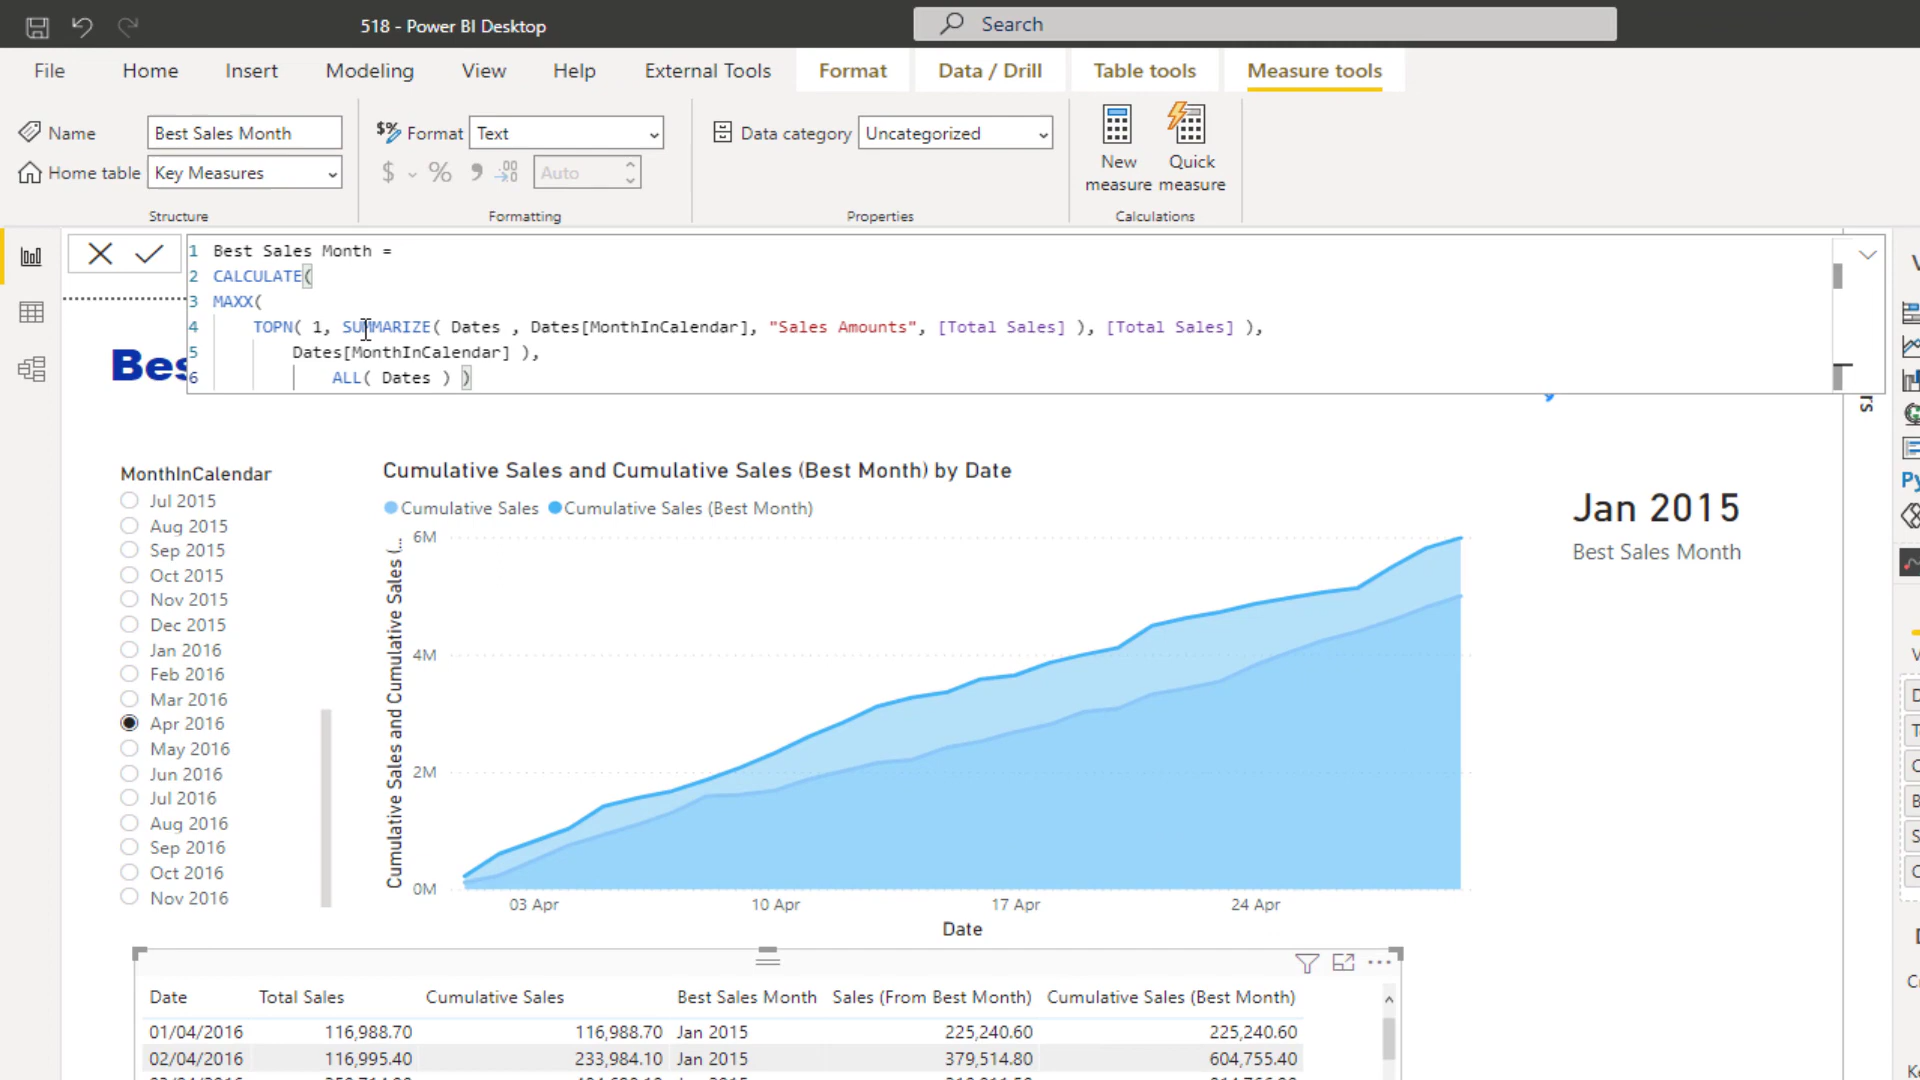 518 - Power BI Desktop
Search
File Home Insert Modeling View Help External Tools Format Data / Drill Table tools Measure tools
Name Best Sales Month
Format Text
Data category Uncategorized
New measure
Quick measure
Home table Key Measures
$ % Auto
Structure Formatting Properties Calculations
1 Best Sales Month =
2 CALCULATE(
3 MAXX(
4 TOPN( 1, SUMMARIZE( Dates , Dates[MonthInCalendar], "Sales Amounts", [Total Sales] ), [Total Sales] ),
5 Dates[MonthInCalendar] ),
6 ALL( Dates ) )
Bes
MonthInCalendar
Jul 2015
Aug 2015
Sep 2015
Oct 2015
Nov 2015
Dec 2015
Jan 2016
Feb 2016
Mar 2016
Apr 2016
May 2016
Jun 2016
Jul 2016
Aug 2016
Sep 2016
Oct 2016
Nov 2016
Cumulative Sales and Cumulative Sales (Best Month) by Date
Cumulative Sales Cumulative Sales (Best Month)
Cumulative Sales and Cumulative Sales (...
6M
4M
2M
0M
03 Apr 10 Apr 17 Apr 24 Apr
Date
Jan 2015
Best Sales Month
Date Total Sales Cumulative Sales Best Sales Month Sales (From Best Month) Cumulative Sales (Best Month)
01/04/2016 116,988.70 116,988.70 Jan 2015 225,240.60 225,240.60
02/04/2016 116,995.40 233,984.10 Jan 2015 379,514.80 604,755.40